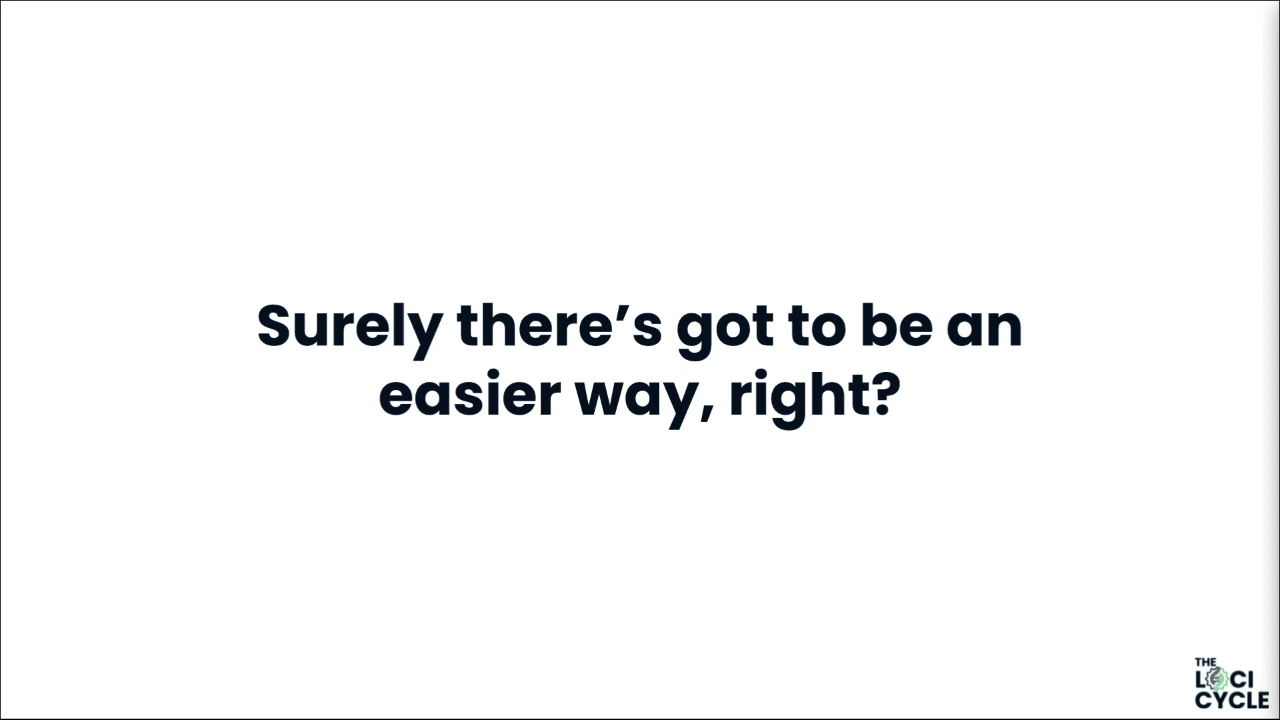 Surely there’s got to be an
easier way, right?
THE
LOCI
CYCLE